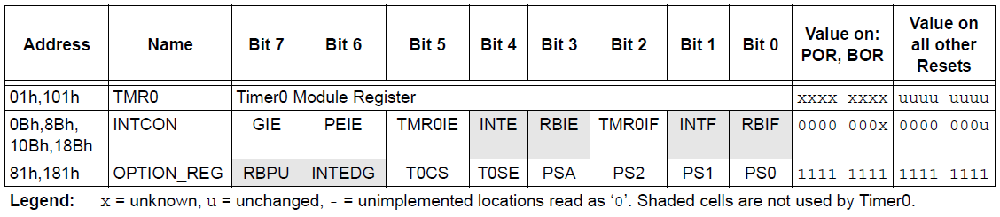 Address Name Bit 7 Bit 6 Bit 5 Bit 4 Bit 3 Bit 2 Bit 1 Bit 0 Value on: POR, BOR Value on all other Resets
01h,101h TMR0 Timer0 Module Register xxxx xxxx uuuu uuuu
0Bh,8Bh, 10Bh,18Bh INTCON GIE PEIE TMR0IE INTE RBIE TMR0IF INTF RBIF 0000 000x 0000 000u
81h,181h OPTION_REG RBPU INTEDG T0CS T0SE PSA PS2 PS1 PS0 1111 1111 1111 1111
Legend: x = unknown, u = unchanged, - = unimplemented locations read as ‘0’. Shaded cells are not used by Timer0.